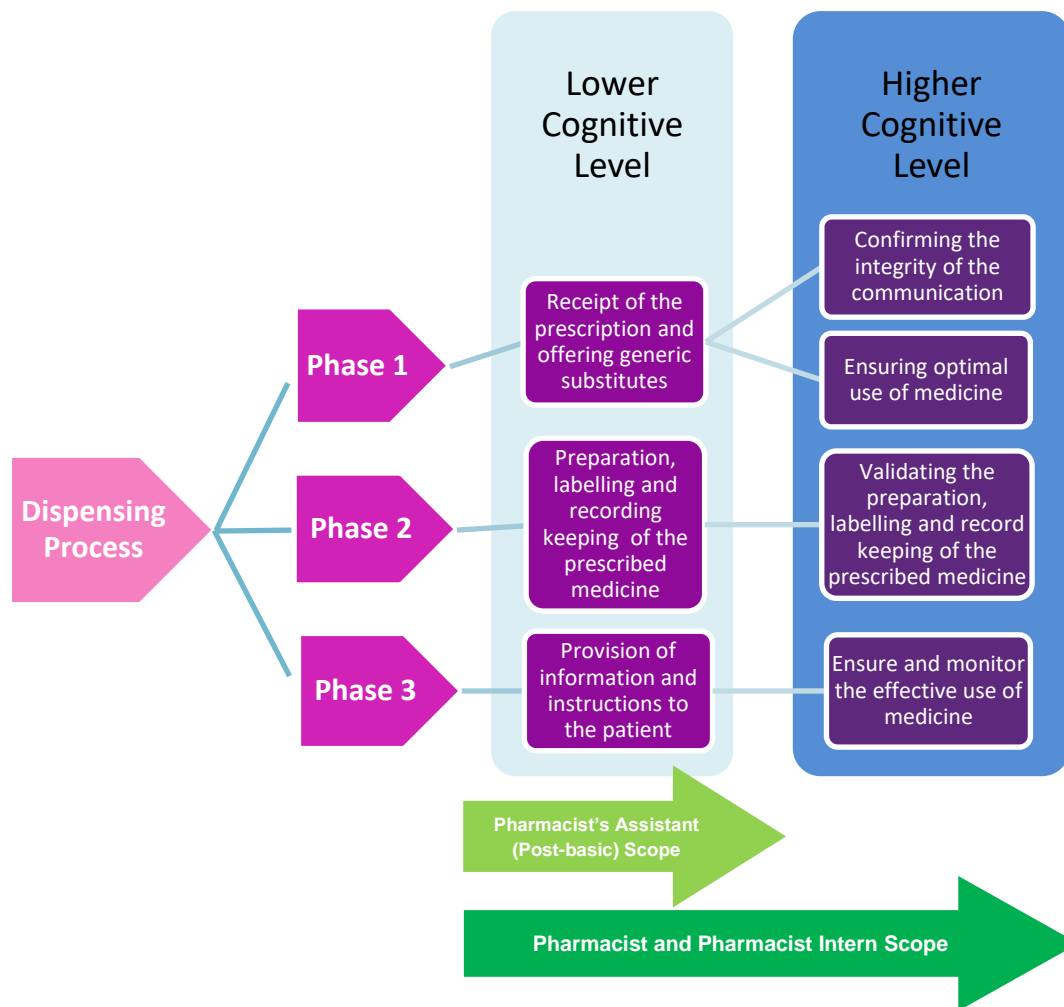 Lower
Cognitive
Level
Higher
Cognitive
Level
Dispensing
Process
Phase 1
Receipt of the
prescription and
offering generic
substitutes
Confirming the
integrity of the
communication
Ensuring optimal
use of medicine
Phase 2
Preparation,
labelling and
recording
keeping of the
prescribed
medicine
Validating the
preparation,
labelling and record
keeping of the
prescribed medicine
Phase 3
Provision of
information and
instructions to
the patient
Ensure and monitor
the effective use of
medicine
Pharmacist's Assistant
(Post-basic) Scope
Pharmacist and Pharmacist Intern Scope